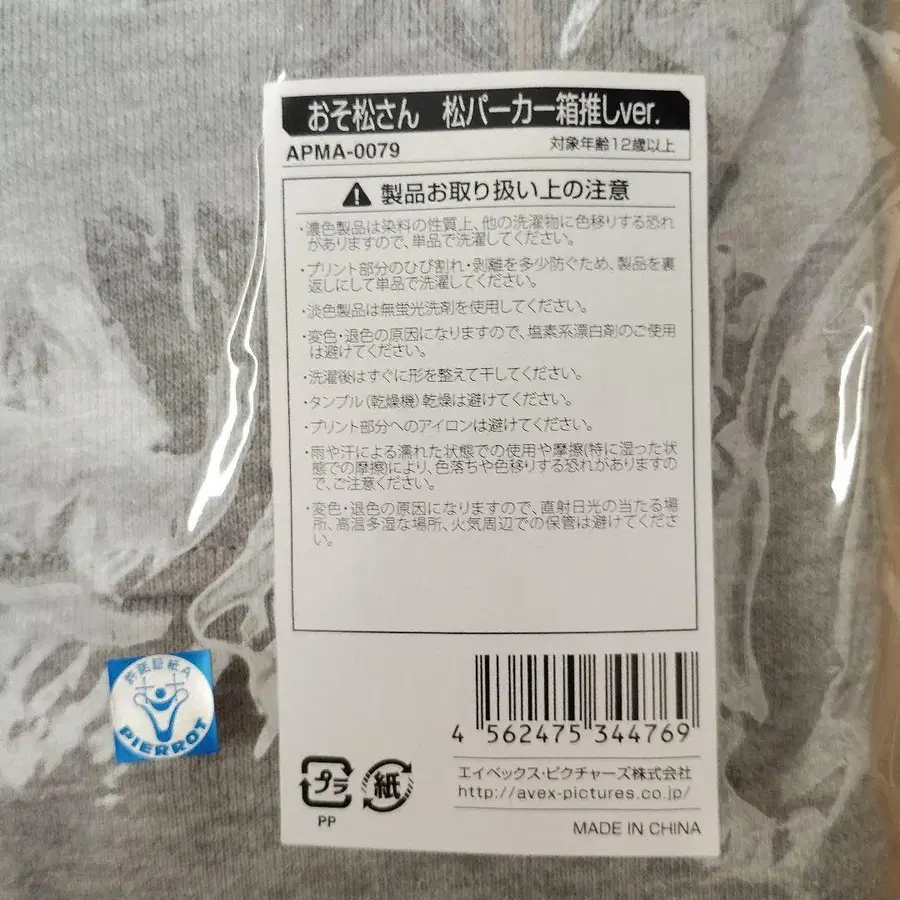 おそ松さん 松パーカー箱推しver.
APMA-0079 対象年齢12歳以上
製品お取り扱い上の注意
・濃色製品は染料の性質上、他の洗濯物に色移りする恐れ
がありますので、単品で洗濯してください。
・プリント部分のひび割れ・剥離を多少防ぐため、製品を裏
返しにして単品で洗濯してください。
・淡色製品は無蛍光洗剤を使用してください。
・変色・退色の原因になりますので、塩素系漂白剤のご使用
は避けてください。
・洗濯後はすぐに形を整えて干してください。
・タンブル(乾燥機)乾燥は避けてください。
・プリント部分へのアイロンは避けてください。
・雨や汗による濡れた状態での使用や摩擦(特に湿った状
態での摩擦)により、色落ちや色移りする恐れがありますの
で、ご注意ください。
・変色・退色の原因になりますので、直射日光の当たる場
所、高温多湿な場所、火気周辺での保管は避けてくださ
い。
4 562475 344769
プラ 紙
PP
エイベックス・ピクチャーズ株式会社
http://avex-pictures.co.jp/
MADE IN CHINA
許諾証紙A
PIERROT